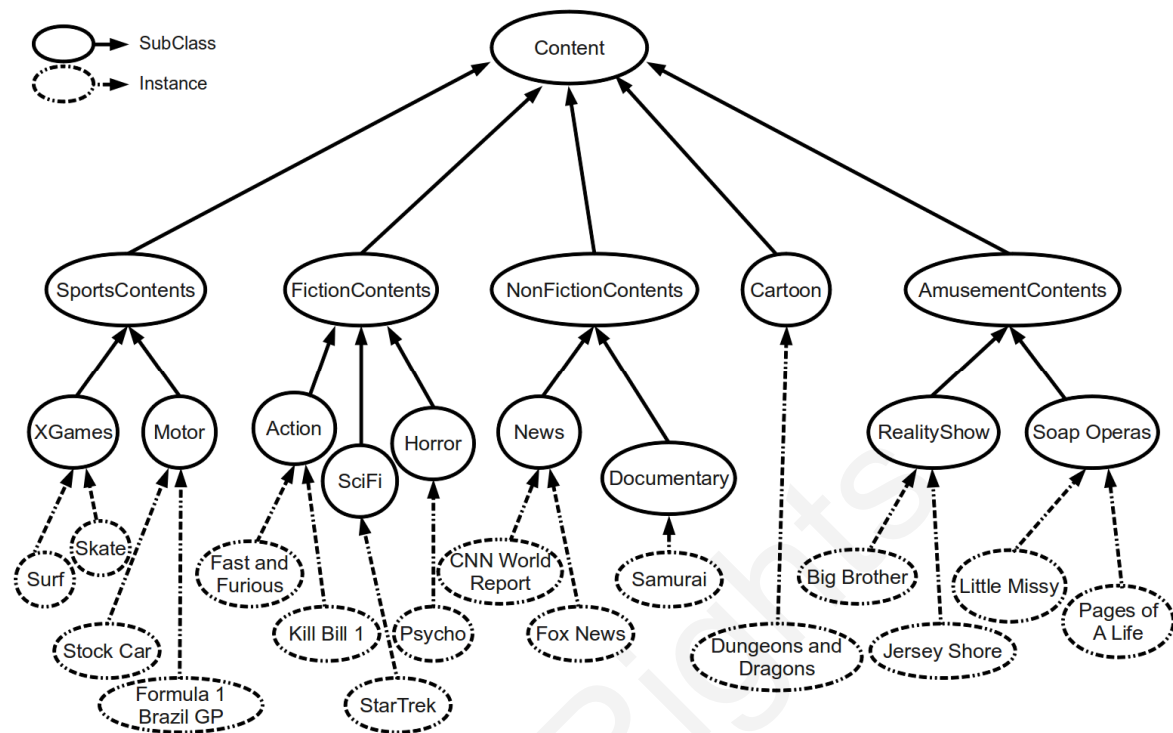 SubClass
Instance
Content
SportsContents
FictionContents
NonFictionContents
Cartoon
AmusementContents
XGames
Motor
Action
SciFi
Horror
News
Documentary
RealityShow
Soap Operas
Surf
Skate
Stock Car
Formula 1
Brazil GP
Fast and
Furious
Kill Bill 1
StarTrek
Psycho
CNN World
Report
Fox News
Samurai
Dungeons and
Dragons
Big Brother
Jersey Shore
Little Missy
Pages of
A Life
Rights